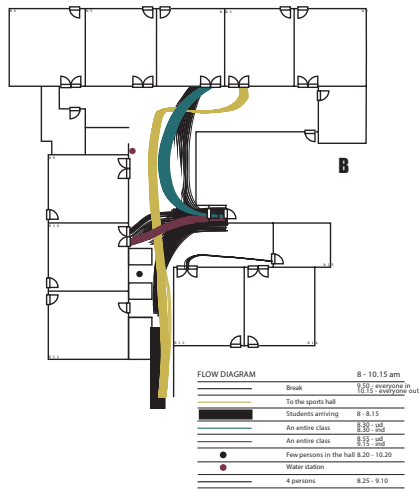 B
FLOW DIAGRAM 8 - 10.15 am
Break 9.50 - everyone in
10.15 - everyone out
To the sports hall
Students arriving 8 - 8.15
An entire class 8.30 - ud
8.30 - ind
An entire class 8.55 - ud
9.15 - ind
Few persons in the hall 8.20 - 10.20
Water station
4 persons 8.25 - 9.10